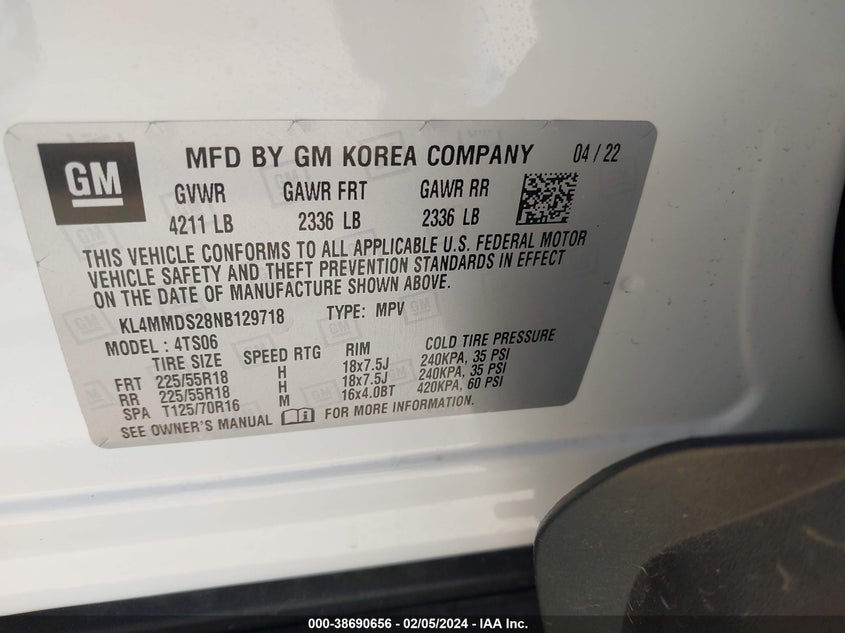 GM
MFD BY GM KOREA COMPANY 04 / 22
GVWR GAWR FRT GAWR RR
4211 LB 2336 LB 2336 LB
THIS VEHICLE CONFORMS TO ALL APPLICABLE U.S. FEDERAL MOTOR
VEHICLE SAFETY AND THEFT PREVENTION STANDARDS IN EFFECT
ON THE DATE OF MANUFACTURE SHOWN ABOVE.
KL4MMDS28NB129718 TYPE: MPV
MODEL : 4TS06
TIRE SIZE SPEED RTG RIM COLD TIRE PRESSURE
FRT 225/55R18 H 18x7.5J 240KPA, 35 PSI
RR 225/55R18 H 18x7.5J 240KPA, 35 PSI
SPA T125/70R16 M 16x4.0BT 420KPA, 60 PSI
SEE OWNER'S MANUAL FOR MORE INFORMATION.
000-38690656 - 02/05/2024 - IAA Inc.